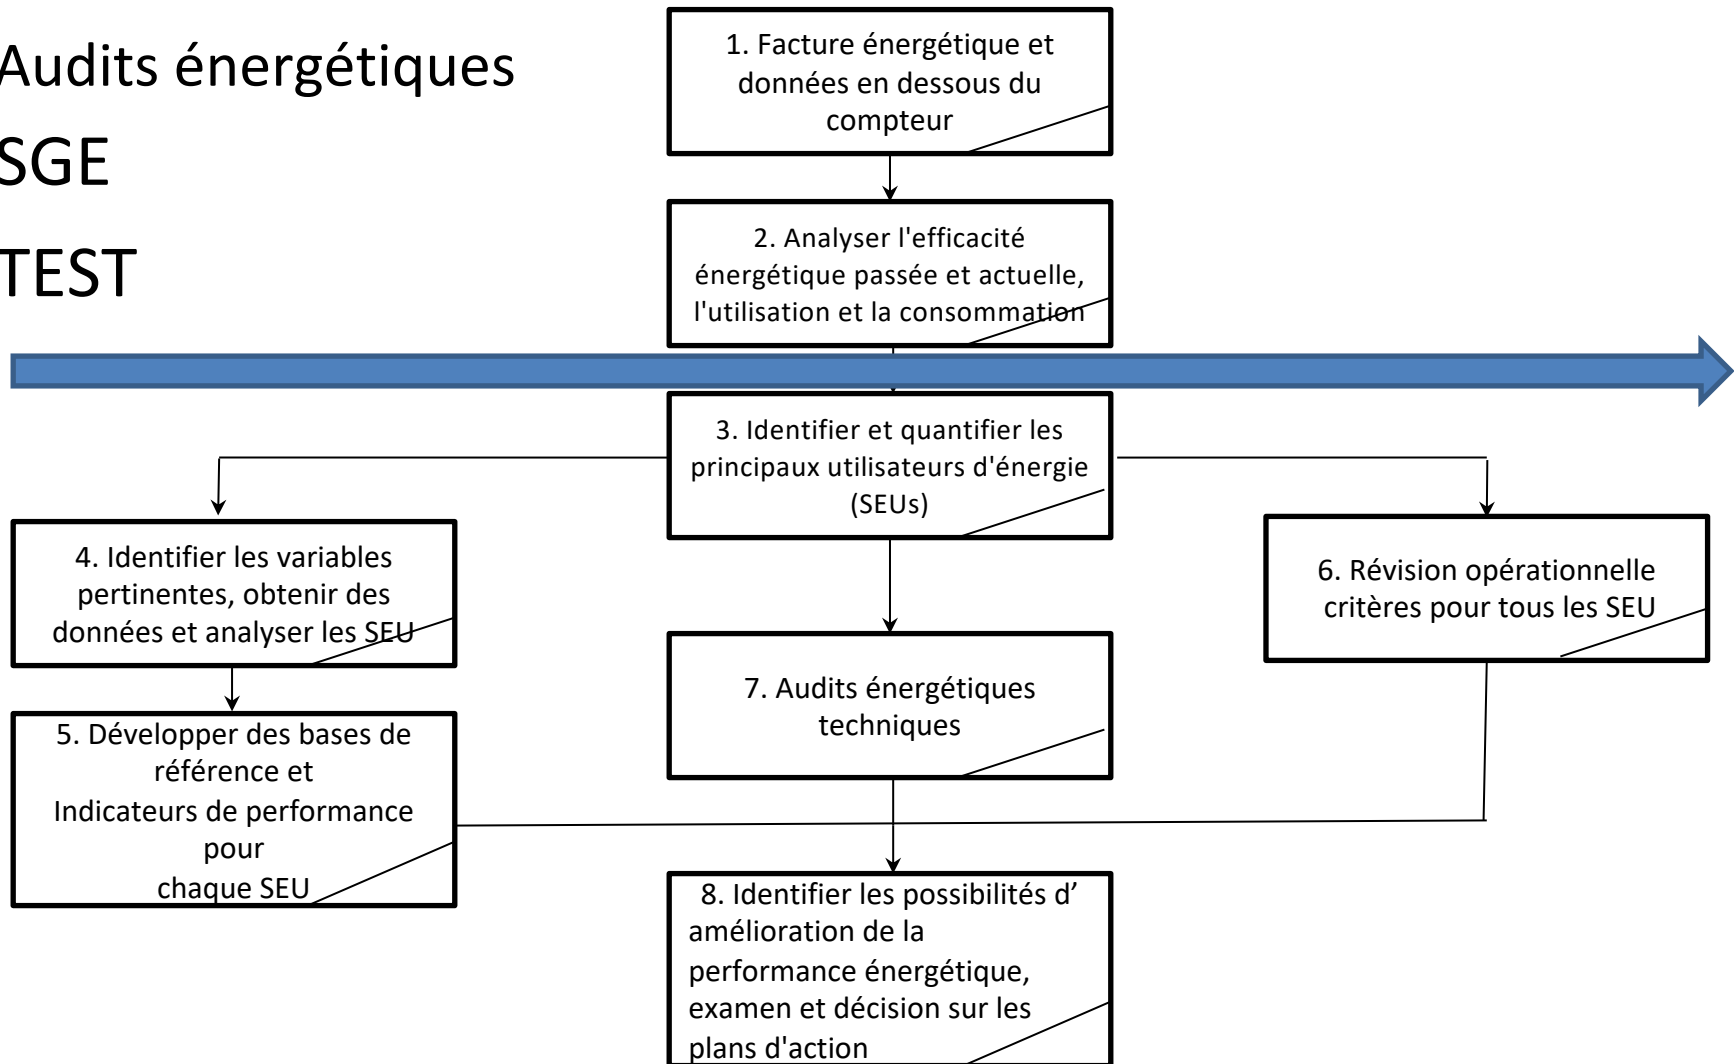 Audits énergétiques
SGE
TEST
1. Facture énergétique et
données en dessous du
compteur
2. Analyser l'efficacité
énergétique passée et actuelle,
l'utilisation et la consommation
3. Identifier et quantifier les
principaux utilisateurs d'énergie
(SEUs)
4. Identifier les variables
pertinentes, obtenir des
données et analyser les SEU
5. Développer des bases de
référence et
Indicateurs de performance
pour
chaque SEU
6. Révision opérationnelle
critères pour tous les SEU
7. Audits énergétiques
techniques
8. Identifier les possibilités d’
amélioration de la
performance énergétique,
examen et décision sur les
plans d'action